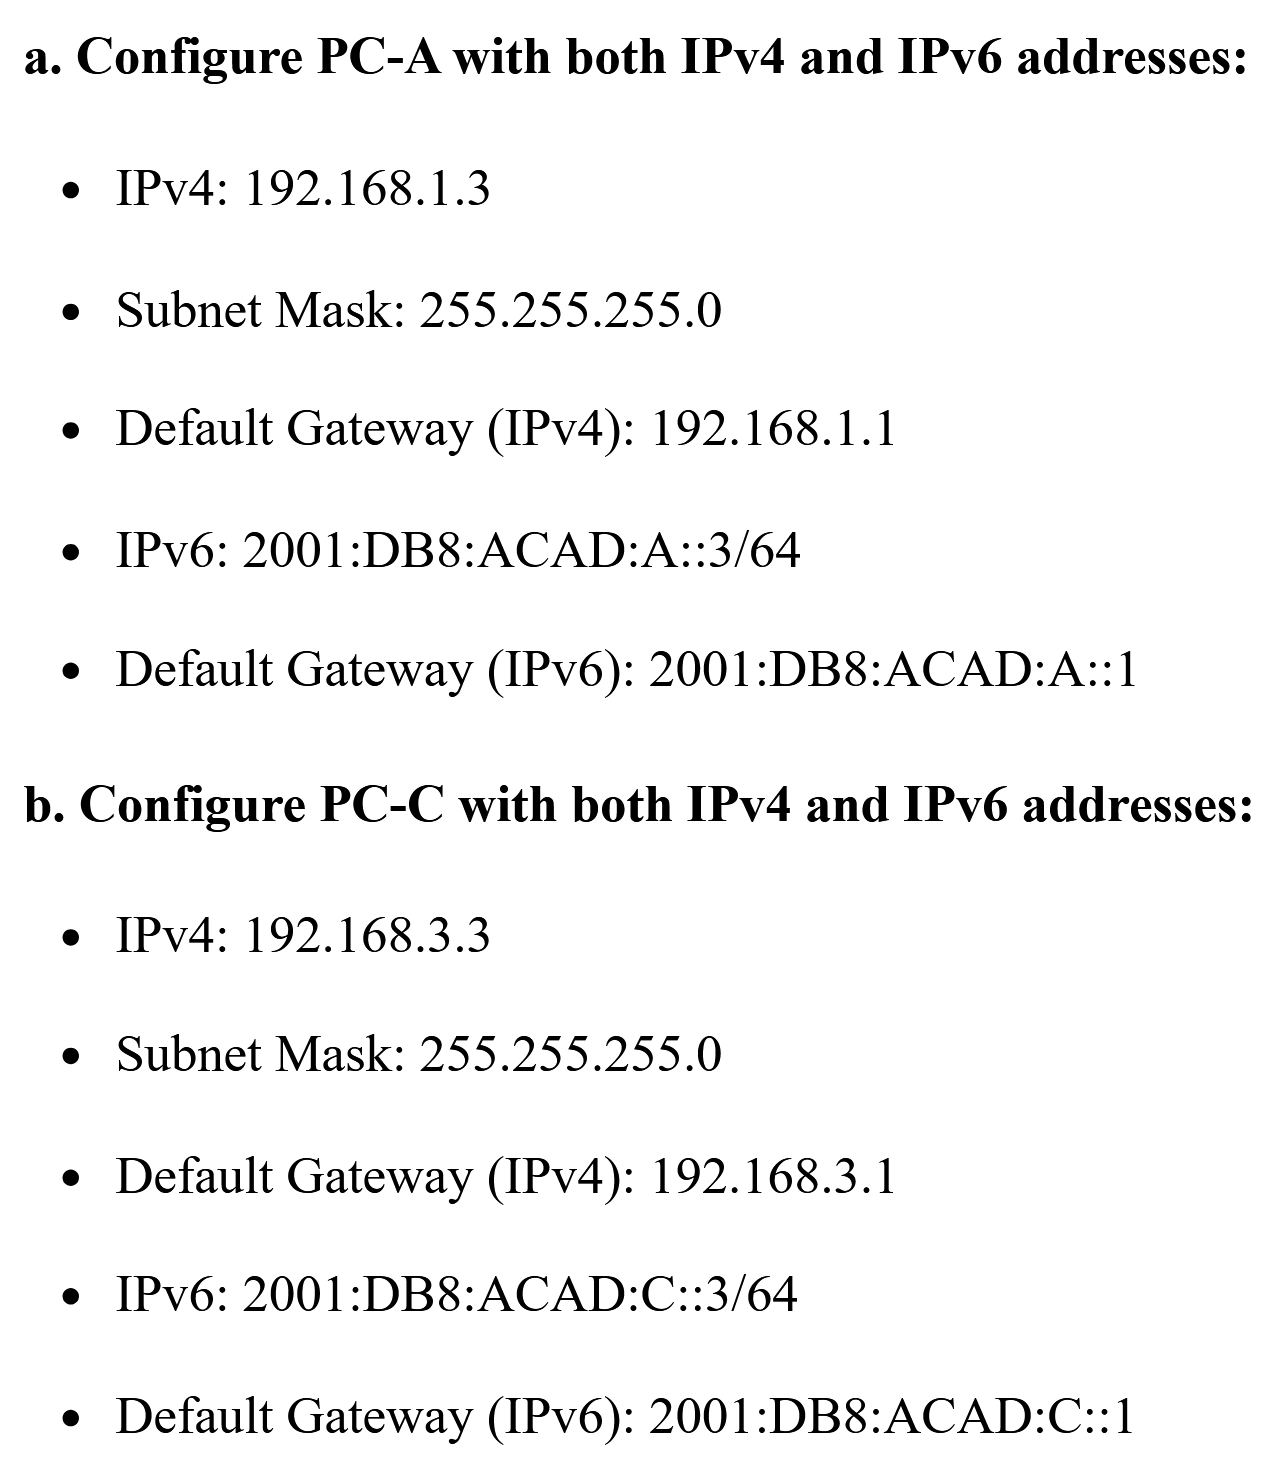 a. Configure PC-A with both IPv4 and IPv6 addresses:
• IPv4: 192.168.1.3
• Subnet Mask: 255.255.255.0
• Default Gateway (IPv4): 192.168.1.1
• IPv6: 2001:DB8:ACAD:A::3/64
• Default Gateway (IPv6): 2001:DB8:ACAD:A::1
b. Configure PC-C with both IPv4 and IPv6 addresses:
• IPv4: 192.168.3.3
• Subnet Mask: 255.255.255.0
• Default Gateway (IPv4): 192.168.3.1
• IPv6: 2001:DB8:ACAD:C::3/64
• Default Gateway (IPv6): 2001:DB8:ACAD:C::1